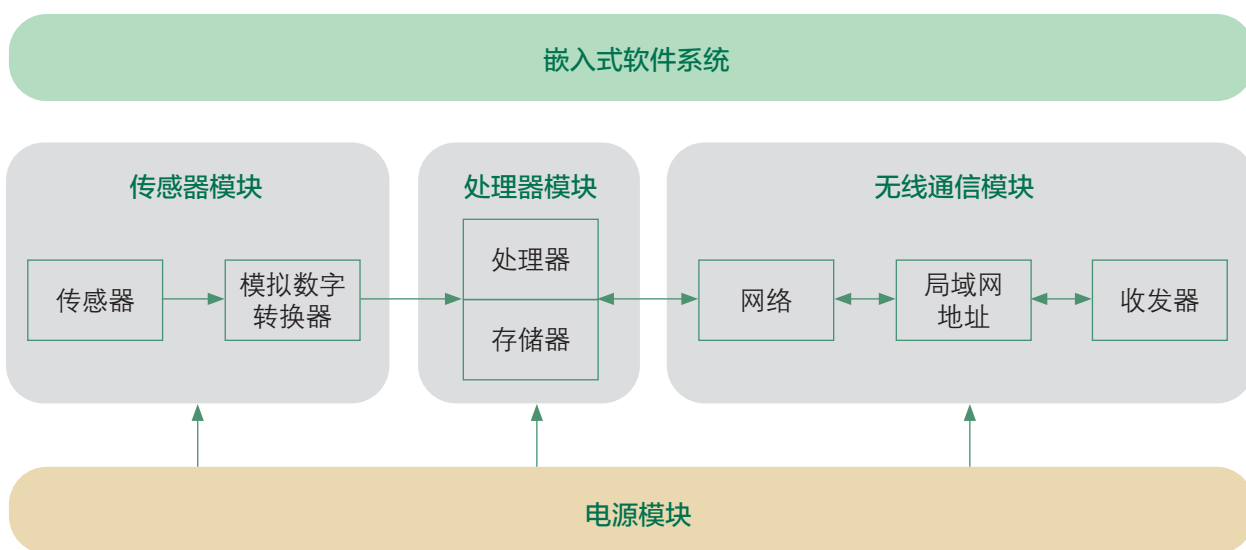 嵌入式软件系统
传感器模块
处理器模块
无线通信模块
传感器
模拟数字
转换器
处理器
存储器
网络
局域网
地址
收发器
电源模块